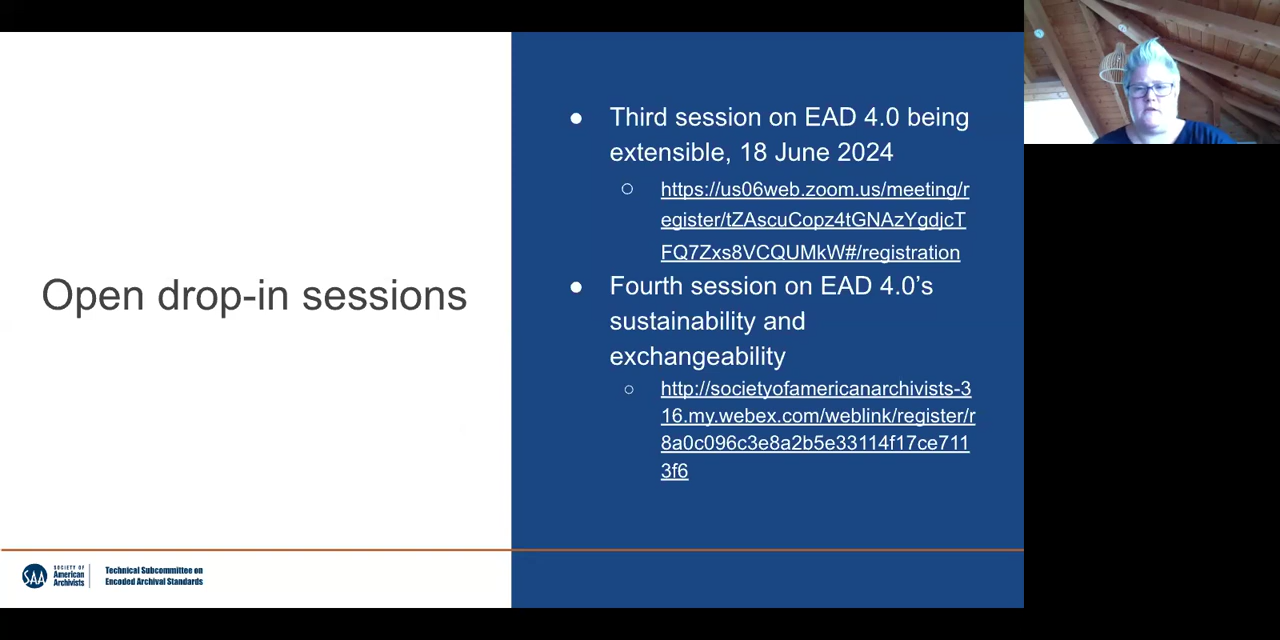 Open drop-in sessions
● Third session on EAD 4.0 being
extensible, 18 June 2024
○ https://us06web.zoom.us/meeting/r
egister/tZAscuCopz4tGNAzYgdjcT
FQ7Zxs8VCQUMkW#/registration
● Fourth session on EAD 4.0’s
sustainability and
exchangeability
○ http://societyofamericanarchivists-3
16.my.webex.com/weblink/register/r
8a0c096c3e8a2b5e33114f17ce711
3f6
SAA
SOCIETY OF
American
Archivists
Technical Subcommittee on
Encoded Archival Standards